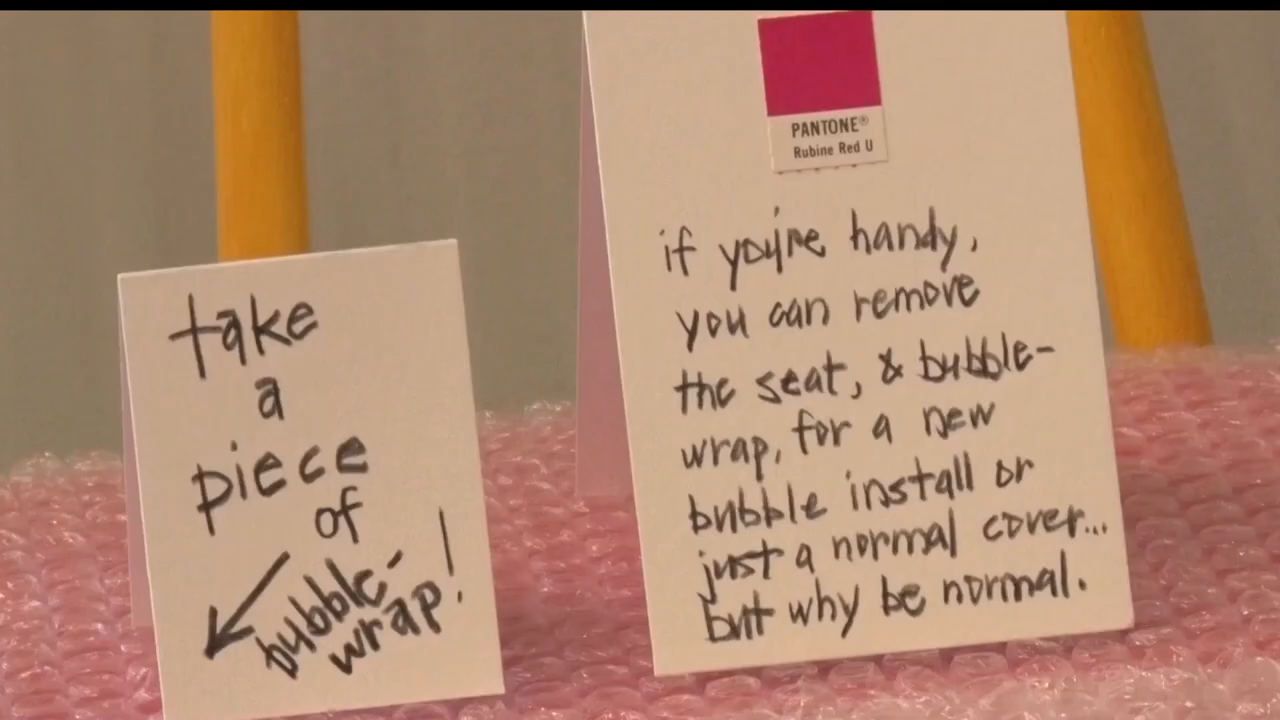 take
a
piece
of
bubble-
wrap!
PANTONE®
Rubine Red U
if you're handy,
you can remove
the seat, & bubble-
wrap, for a new
bubble install or
just a normal cover...
but why be normal.